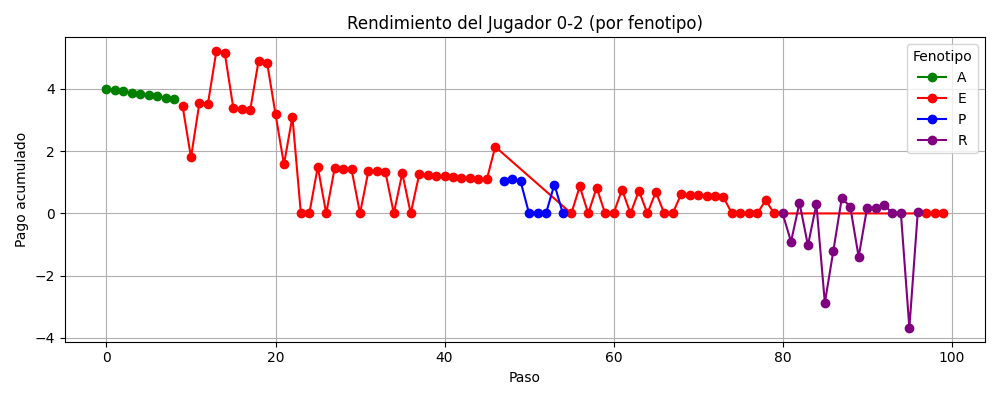 Rendimiento del Jugador 0-2 (por fenotipo)
Pago acumulado
4
2
0
−2
−4
Fenotipo
A
E
P
R
0
20
40
60
80
100
Paso